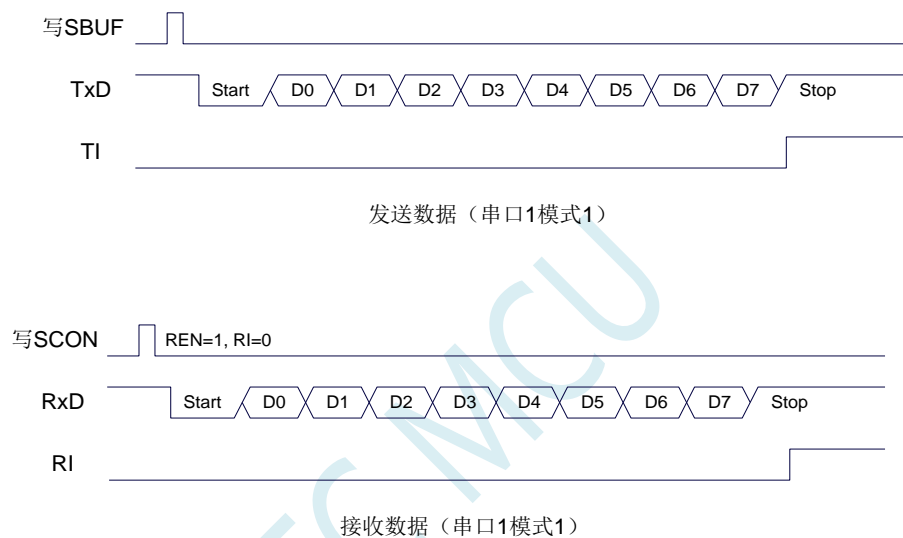 写SBUF
TxD Start D0 D1 D2 D3 D4 D5 D6 D7 Stop
TI
发送数据（串口1模式1）
写SCON REN=1, RI=0
RxD Start D0 D1 D2 D3 D4 D5 D6 D7 Stop
RI
接收数据（串口1模式1）
MCU